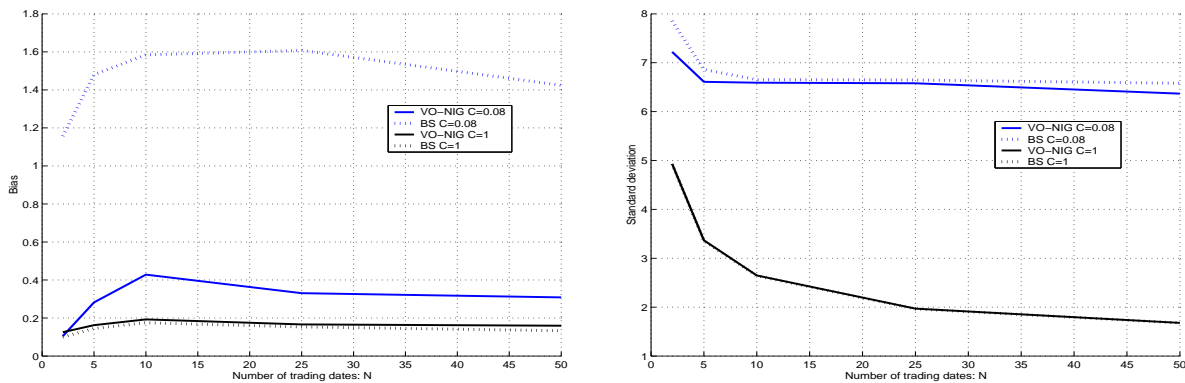 1.8
1.6
1.4
1.2
1
0.8
0.6
0.4
0.2
0
Bias
0 5 10 15 20 25 30 35 40 45 50
Number of trading dates: N
VO−NIG C=0.08
BS C=0.08
VO−NIG C=1
BS C=1
8
7
6
5
4
3
2
1
Standard deviation
0 5 10 15 20 25 30 35 40 45 50
Number of trading dates: N
VO−NIG C=0.08
BS C=0.08
VO−NIG C=1
BS C=1